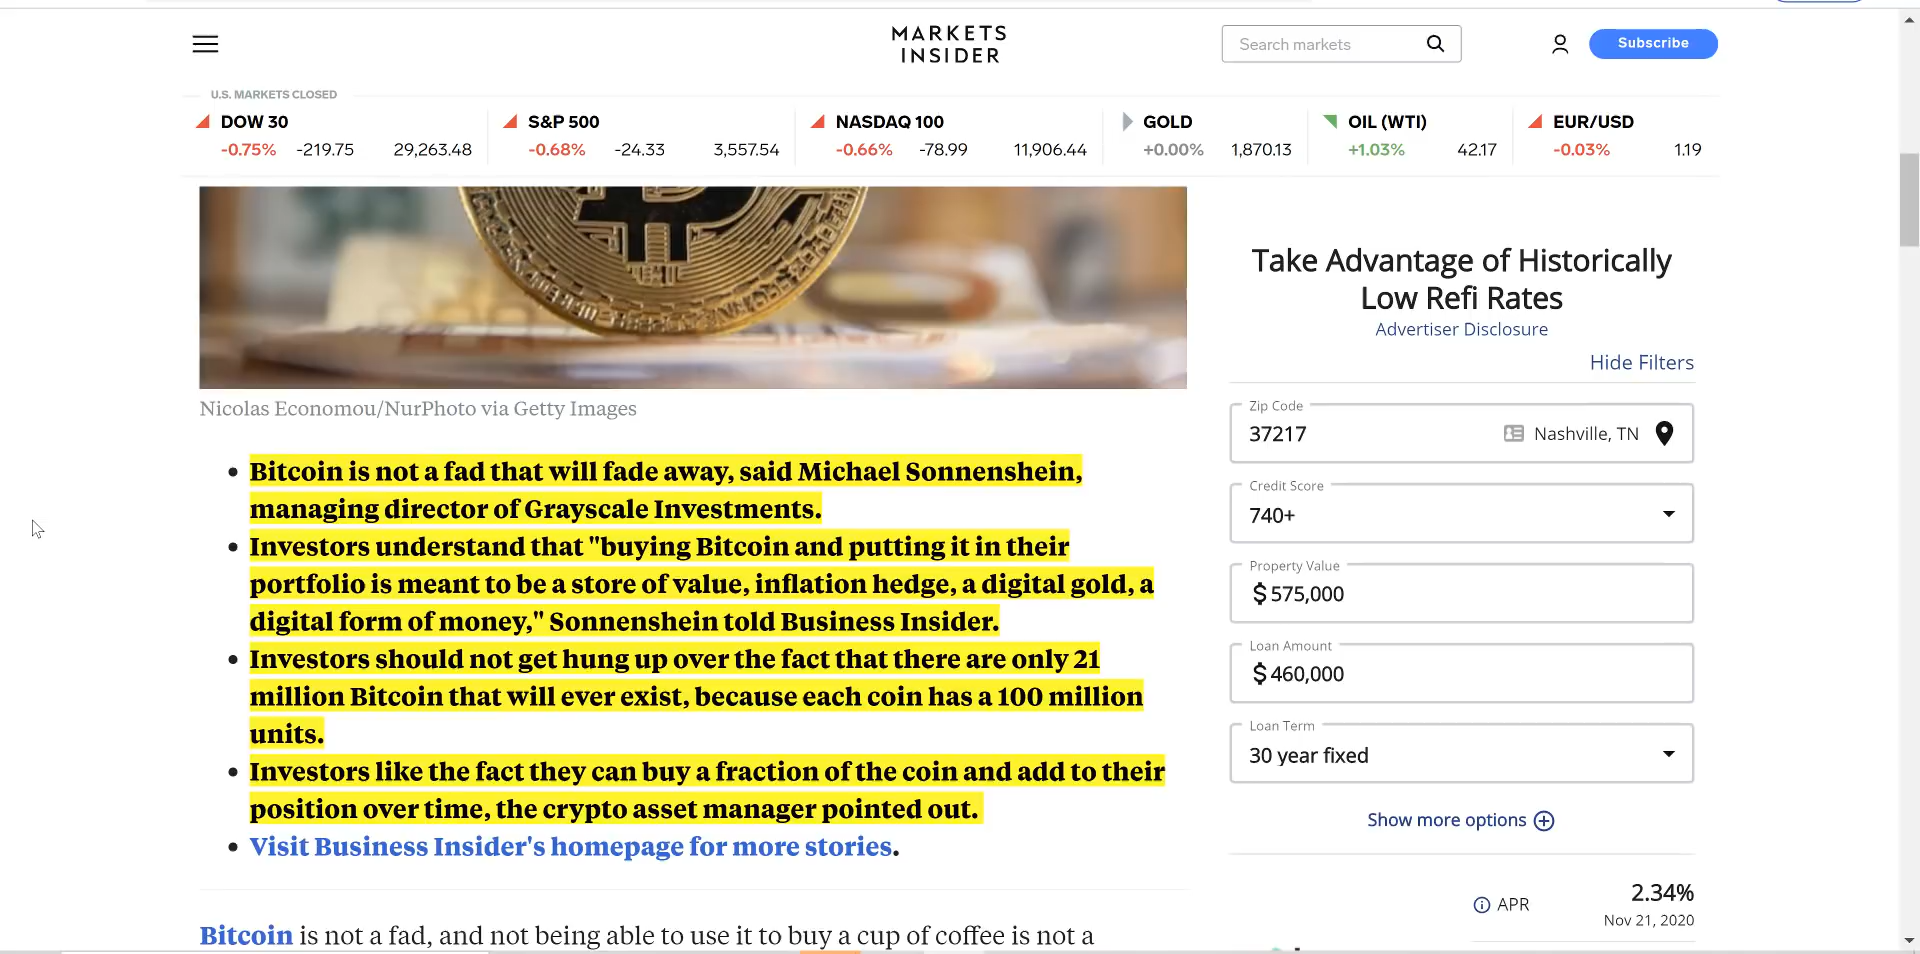 MARKETS
INSIDER
Search markets
Subscribe
U.S. MARKETS CLOSED
DOW 30
-0.75% -219.75 29,263.48
S&P 500
-0.68% -24.33 3,557.54
NASDAQ 100
-0.66% -78.99 11,906.44
GOLD
+0.00% 1,870.13
OIL (WTI)
+1.03% 42.17
EUR/USD
-0.03% 1.19
Nicolas Economou/NurPhoto via Getty Images
Bitcoin is not a fad that will fade away, said Michael Sonnenshein,
managing director of Grayscale Investments.
Investors understand that "buying Bitcoin and putting it in their
portfolio is meant to be a store of value, inflation hedge, a digital gold, a
digital form of money," Sonnenshein told Business Insider.
Investors should not get hung up over the fact that there are only 21
million Bitcoin that will ever exist, because each coin has a 100 million
units.
Investors like the fact they can buy a fraction of the coin and add to their
position over time, the crypto asset manager pointed out.
Visit Business Insider's homepage for more stories.
Bitcoin is not a fad, and not being able to use it to buy a cup of coffee is not a
Take Advantage of Historically
Low Refi Rates
Advertiser Disclosure
Hide Filters
Zip Code
37217 Nashville, TN
Credit Score
740+
Property Value
$ 575,000
Loan Amount
$ 460,000
Loan Term
30 year fixed
Show more options
APR 2.34%
Nov 21, 2020